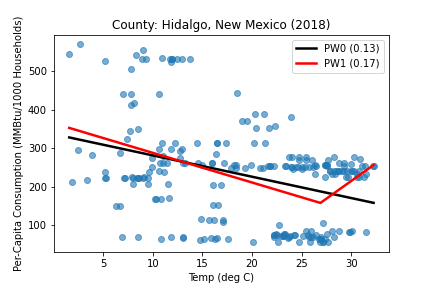 County: Hidalgo, New Mexico (2018)
PW0 (0.13)
PW1 (0.17)
Per-Capita Consumption (MMBtu/1000 Households)
500
400
300
200
100
5 10 15 20 25 30
Temp (deg C)